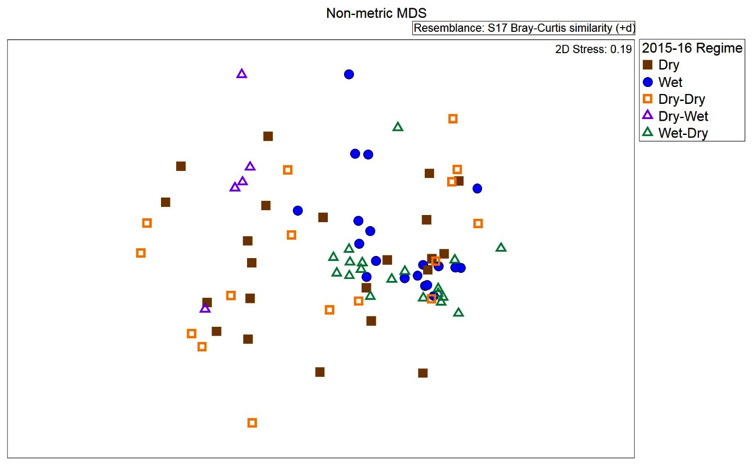 Non-metric MDS
Resemblance: S17 Bray-Curtis similarity (+d)
2D Stress: 0.19
2015-16 Regime
Dry
Wet
Dry-Dry
Dry-Wet
Wet-Dry